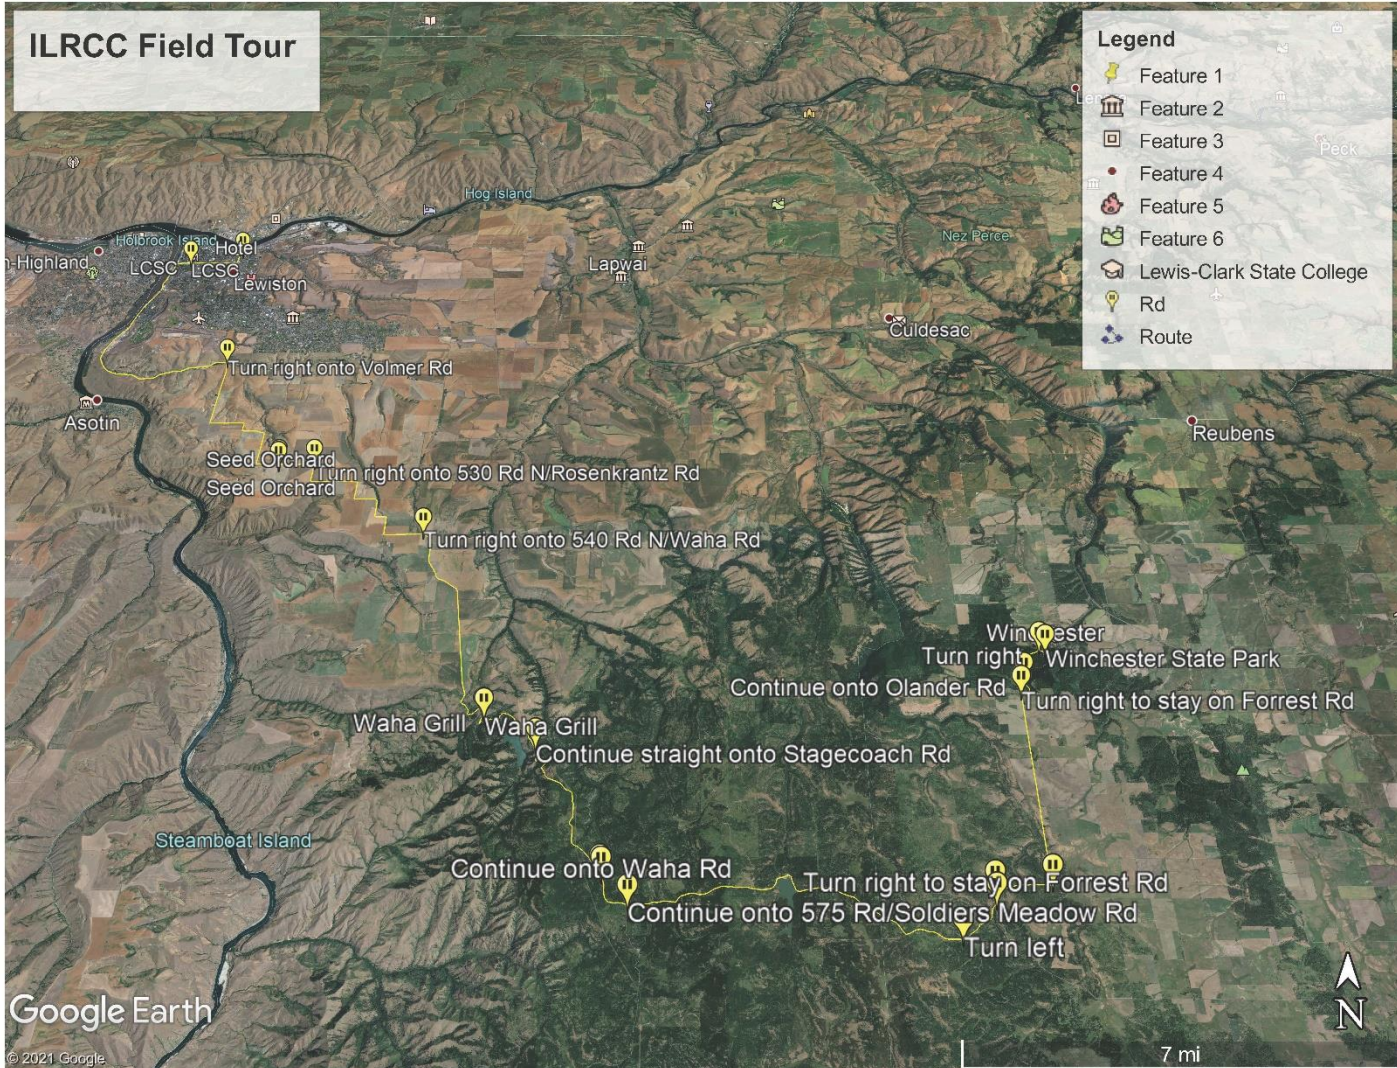 ILRCC Field Tour
Legend
Feature 1
Feature 2
Feature 3
Feature 4
Feature 5
Feature 6
Lewis-Clark State College
Rd
Route
Peck
Hog Island
Nez Perce
Holbrook Island
Hotel
n-Highland
LCSC
LCSC
Lewiston
Lapwai
Culdesac
Turn right onto Volmer Rd
Asotin
Reubens
Seed Orchard
Turn right onto 530 Rd N/Rosenkrantz Rd
Seed Orchard
Turn right onto 540 Rd N/Waha Rd
Winchester
Turn right
Winchester State Park
Continue onto Olander Rd
Turn right to stay on Forrest Rd
Waha Grill
Waha Grill
Continue straight onto Stagecoach Rd
Steamboat Island
Continue onto Waha Rd
Turn right to stay on Forrest Rd
Continue onto 575 Rd/Soldiers Meadow Rd
Turn left
N
Google Earth
© 2021 Google
7 mi